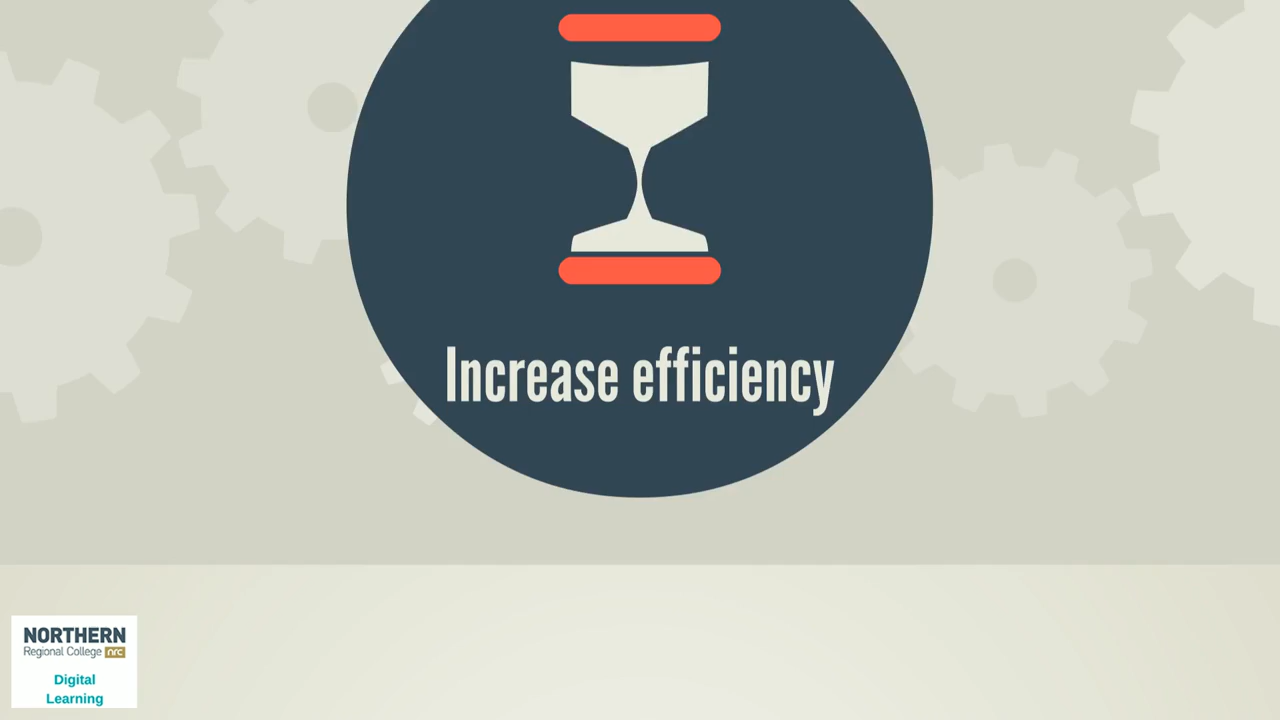 Increase efficiency
NORTHERN
Regional College nrc
Digital
Learning